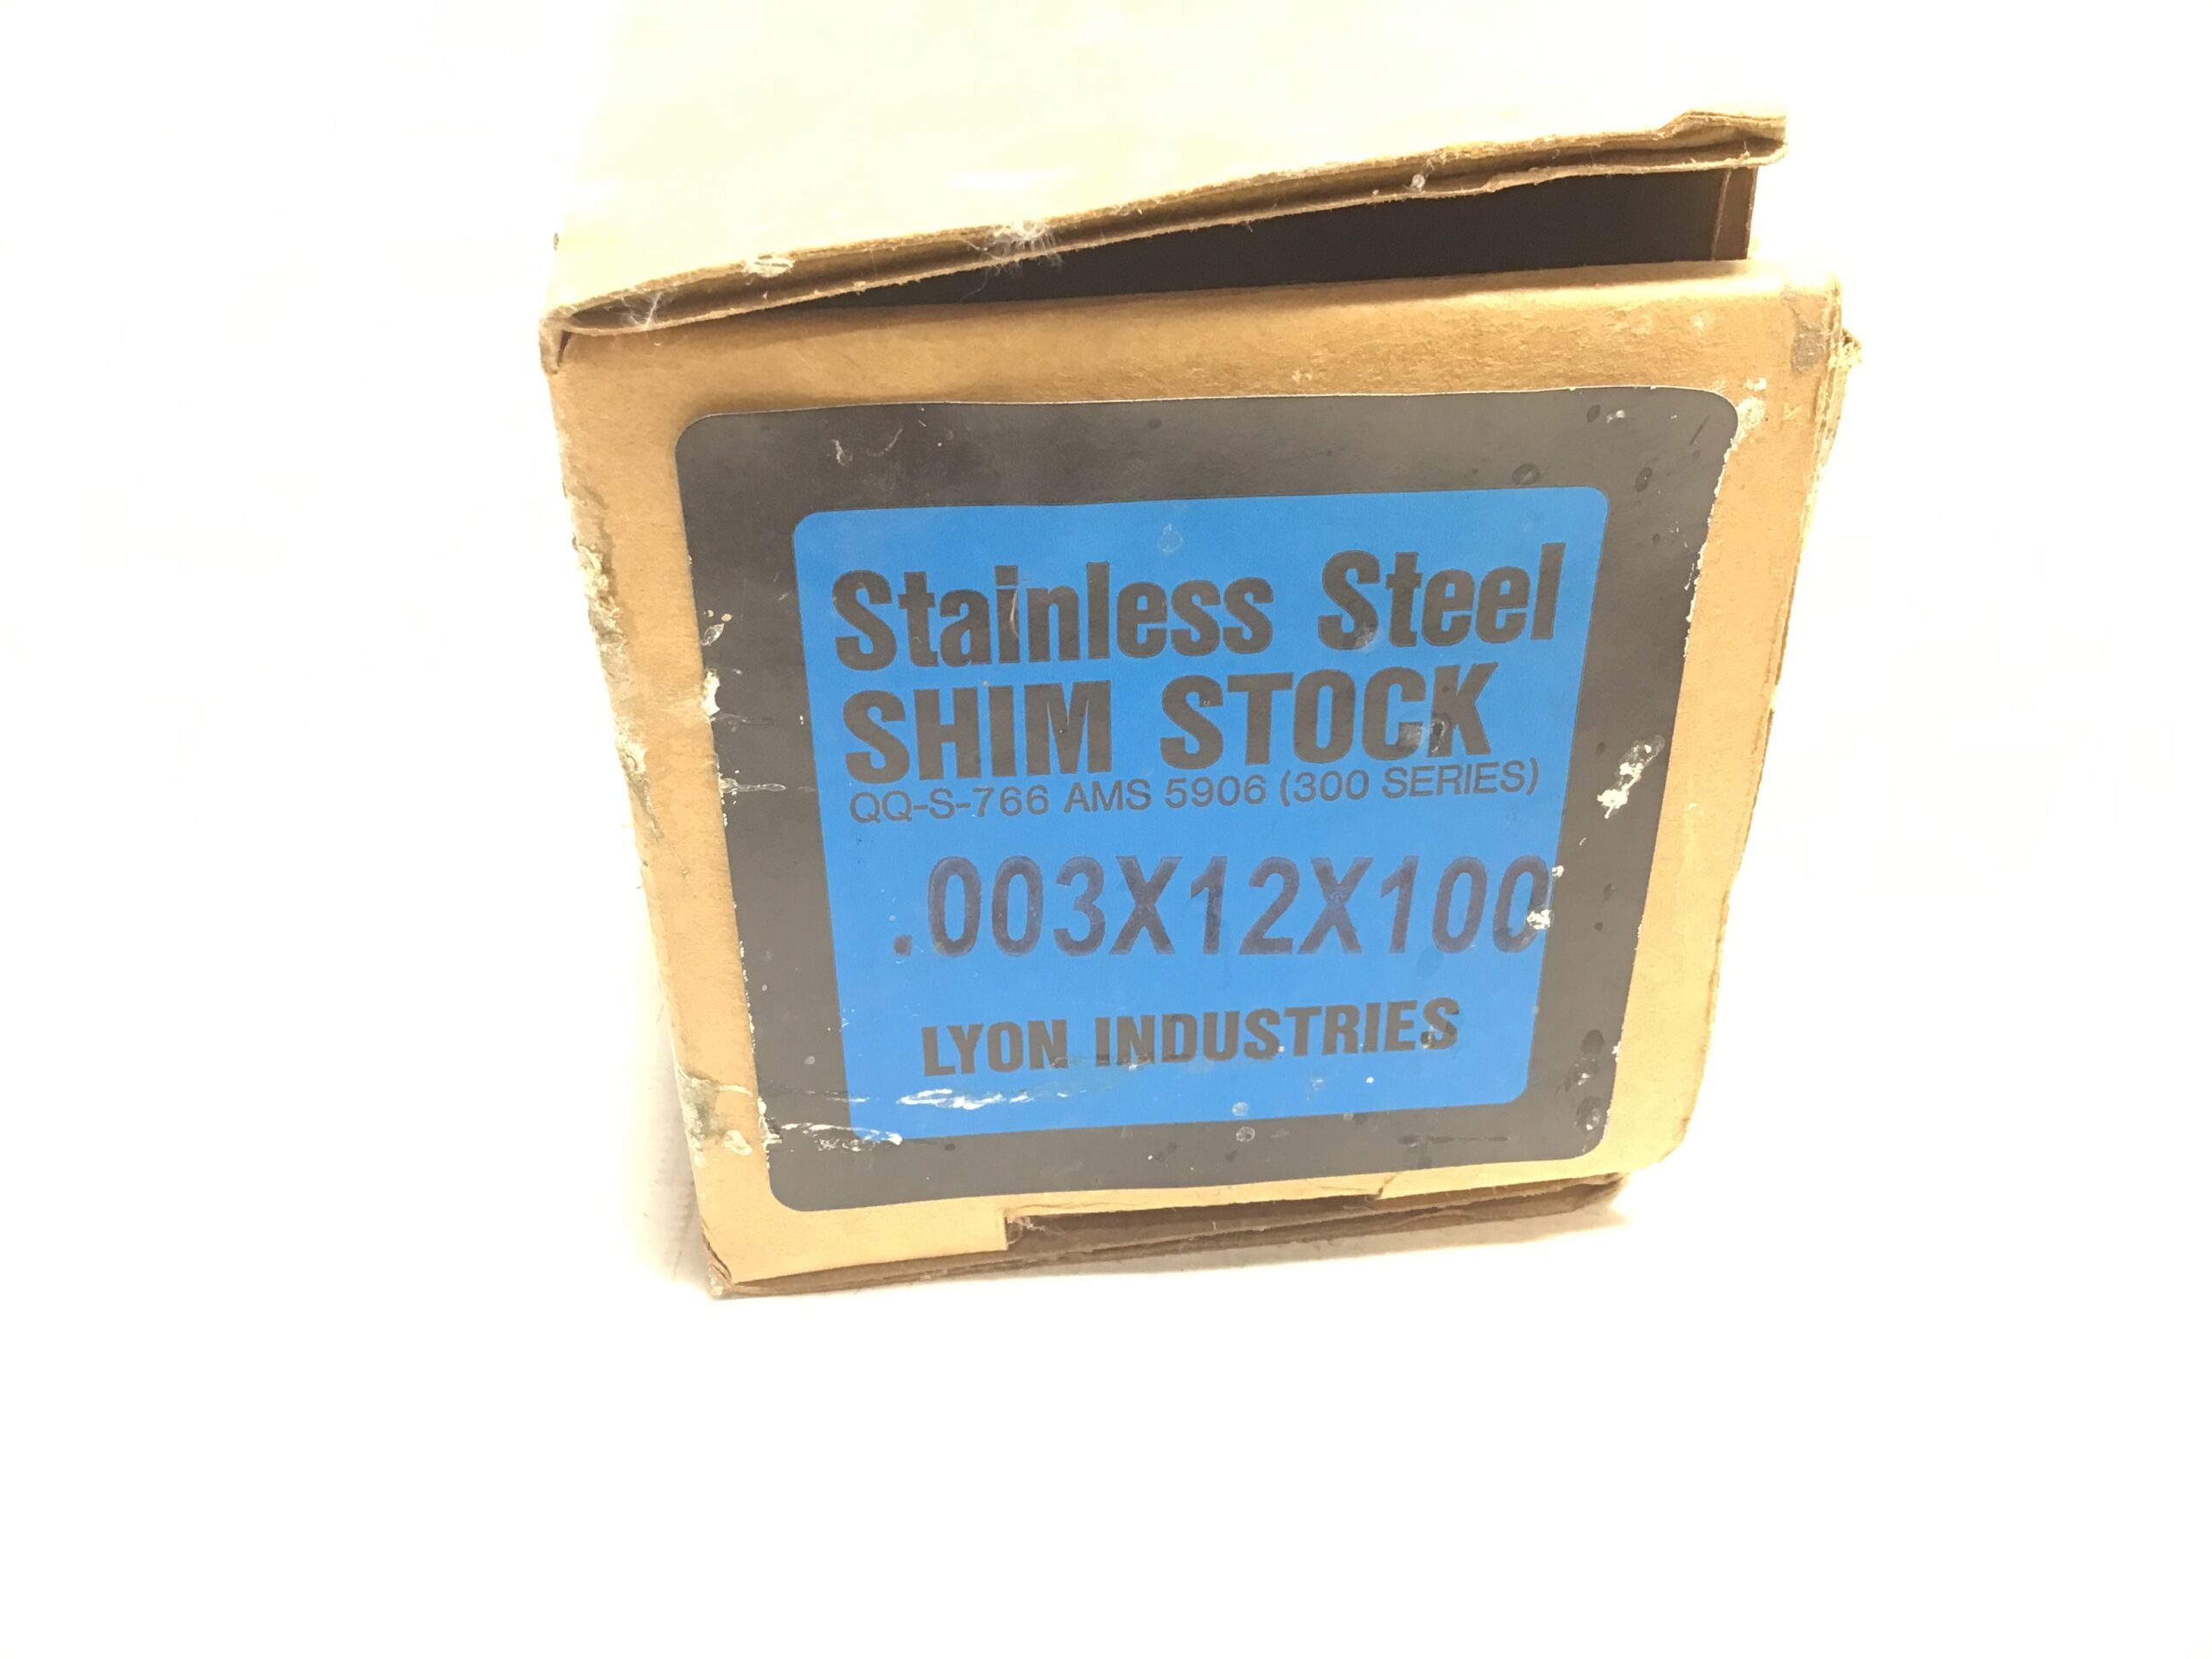 Stainless Steel
SHIM STOCK
QQ-S-766 AMS 5906 (300 SERIES)
.003X12X100
LYON INDUSTRIES